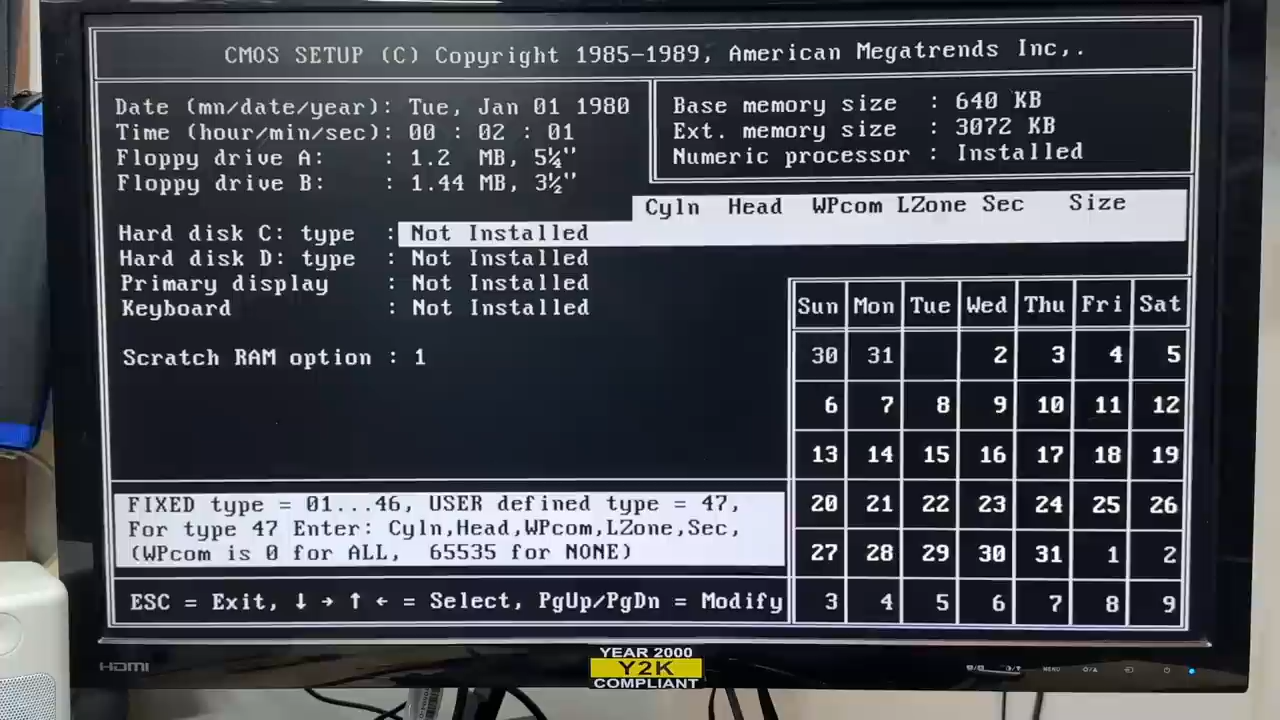 CMOS SETUP (C) Copyright 1985-1989, American Megatrends Inc,.
Date (mn/date/year): Tue, Jan 01 1980
Time (hour/min/sec): 00 : 02 : 01
Floppy drive A: : 1.2 MB, 5¼"
Floppy drive B: : 1.44 MB, 3½"
Base memory size : 640 KB
Ext. memory size : 3072 KB
Numeric processor : Installed
Cyln Head WPcom LZone Sec Size
Hard disk C: type : Not Installed
Hard disk D: type : Not Installed
Primary display : Not Installed
Keyboard : Not Installed
Scratch RAM option : 1
Sun Mon Tue Wed Thu Fri Sat
30 31 2 3 4 5
6 7 8 9 10 11 12
13 14 15 16 17 18 19
20 21 22 23 24 25 26
27 28 29 30 31 1 2
3 4 5 6 7 8 9
FIXED type = 01...46, USER defined type = 47,
For type 47 Enter: Cyln,Head,WPcom,LZone,Sec,
(WPcom is 0 for ALL, 65535 for NONE)
ESC = Exit, ↓ → ↑ ← = Select, PgUp/PgDn = Modify
HDMI
YEAR 2000
Y2K
COMPLIANT
MENU